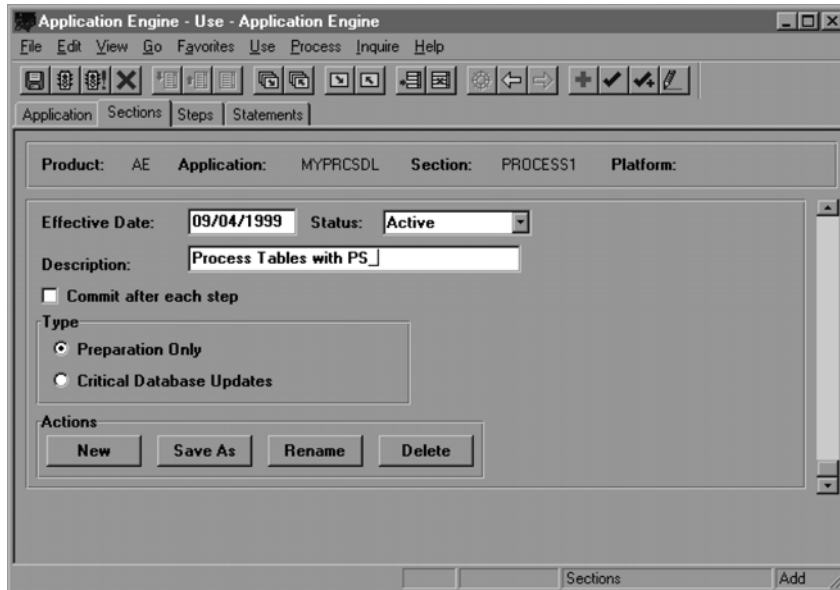 Application Engine - Use - Application Engine
File Edit View Go Favorites Use Process Inquire Help
Application Sections Steps Statements
Product: AE Application: MYPRCSDL Section: PROCESS1 Platform:
Effective Date: 09/04/1999 Status: Active
Description: Process Tables with PS_
Commit after each step
Type
Preparation Only
Critical Database Updates
Actions
New Save As Rename Delete
Sections Add